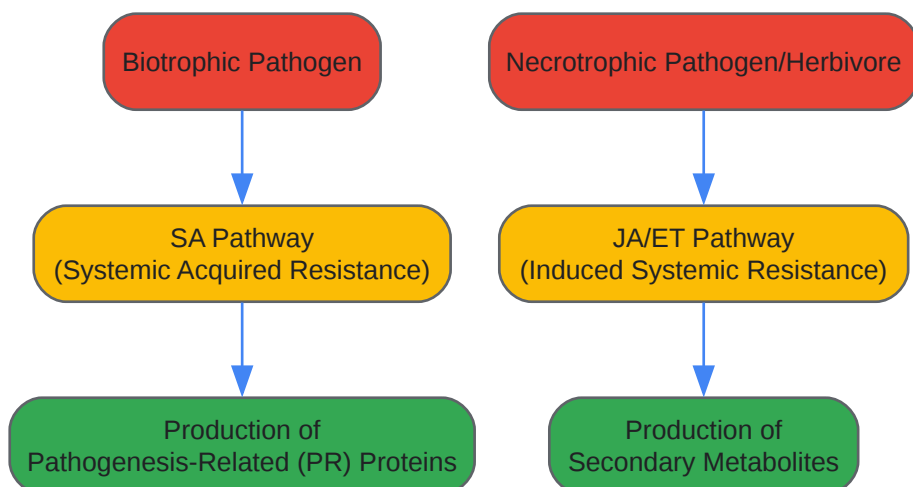 Biotrophic Pathogen
Necrotrophic Pathogen/Herbivore
SA Pathway
(Systemic Acquired Resistance)
JA/ET Pathway
(Induced Systemic Resistance)
Production of
Pathogenesis-Related (PR) Proteins
Production of
Secondary Metabolites